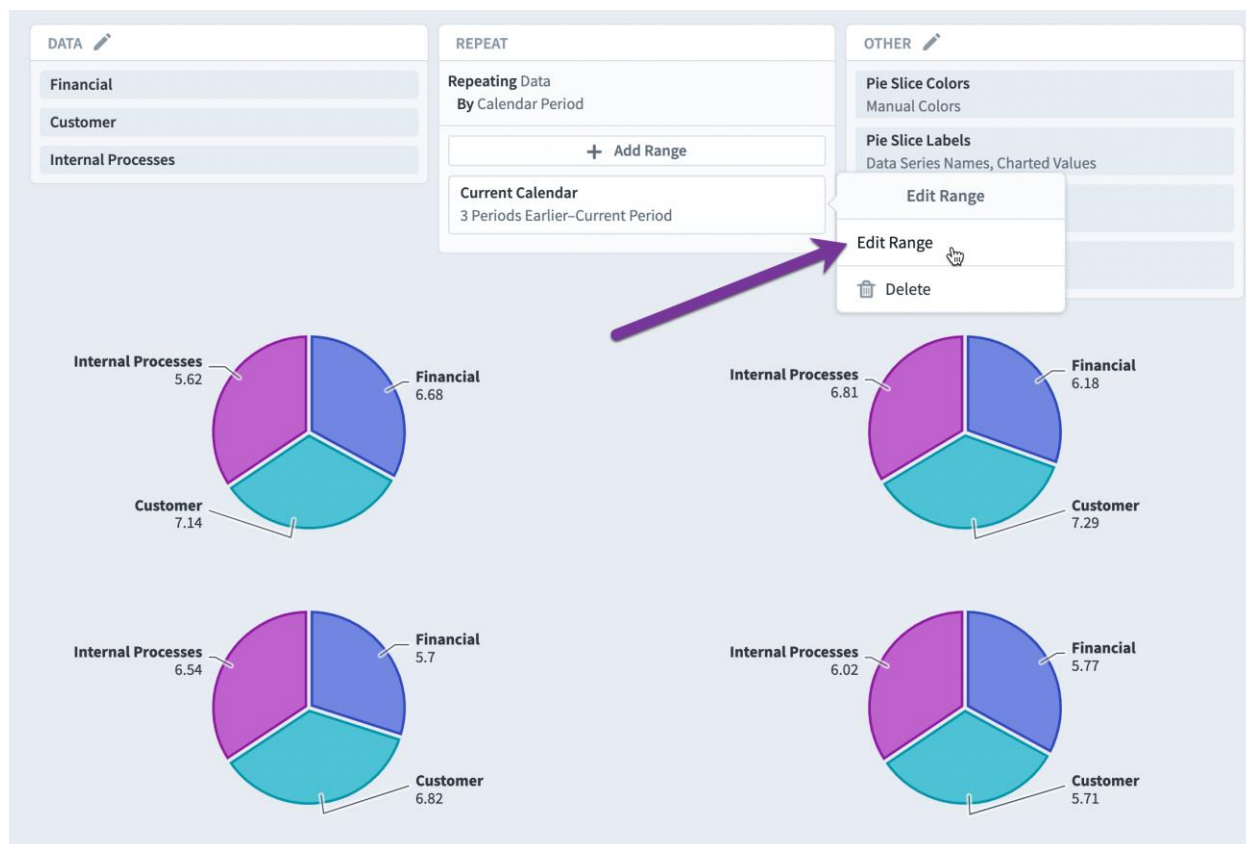 DATA
Financial
Customer
Internal Processes
REPEAT
Repeating Data
By Calendar Period
+ Add Range
Current Calendar
3 Periods Earlier–Current Period
OTHER
Pie Slice Colors
Manual Colors
Pie Slice Labels
Data Series Names, Charted Values
Edit Range
Edit Range
Delete
Internal Processes
5.62
Financial
6.68
Customer
7.14
Internal Processes
6.81
Financial
6.18
Customer
7.29
Internal Processes
6.54
Financial
5.7
Customer
6.82
Internal Processes
6.02
Financial
5.77
Customer
5.71